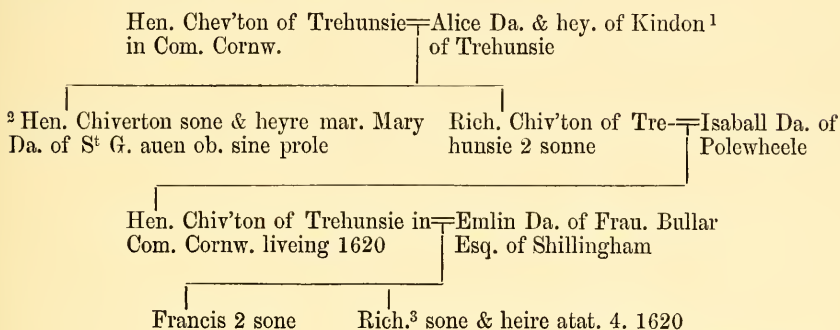 Hen. Chev'ton of Trehunsie
in Com. Cornw.
Alice Da. & hey. of Kindon 1
of Trehunsie
2 Hen. Chiverton sone & heyre mar. Mary
Da. of St G. auen ob. sine prole
Rich. Chiv'ton of Tre-
hunsie 2 sonne
Isaball Da. of
Polewheele
Hen. Chiv'ton of Trehunsie in
Com. Cornw. liveing 1620
Emlin Da. of Frau. Bullar
Esq. of Shillingham
Francis 2 sone
Rich.3 sone & heire atat. 4. 1620